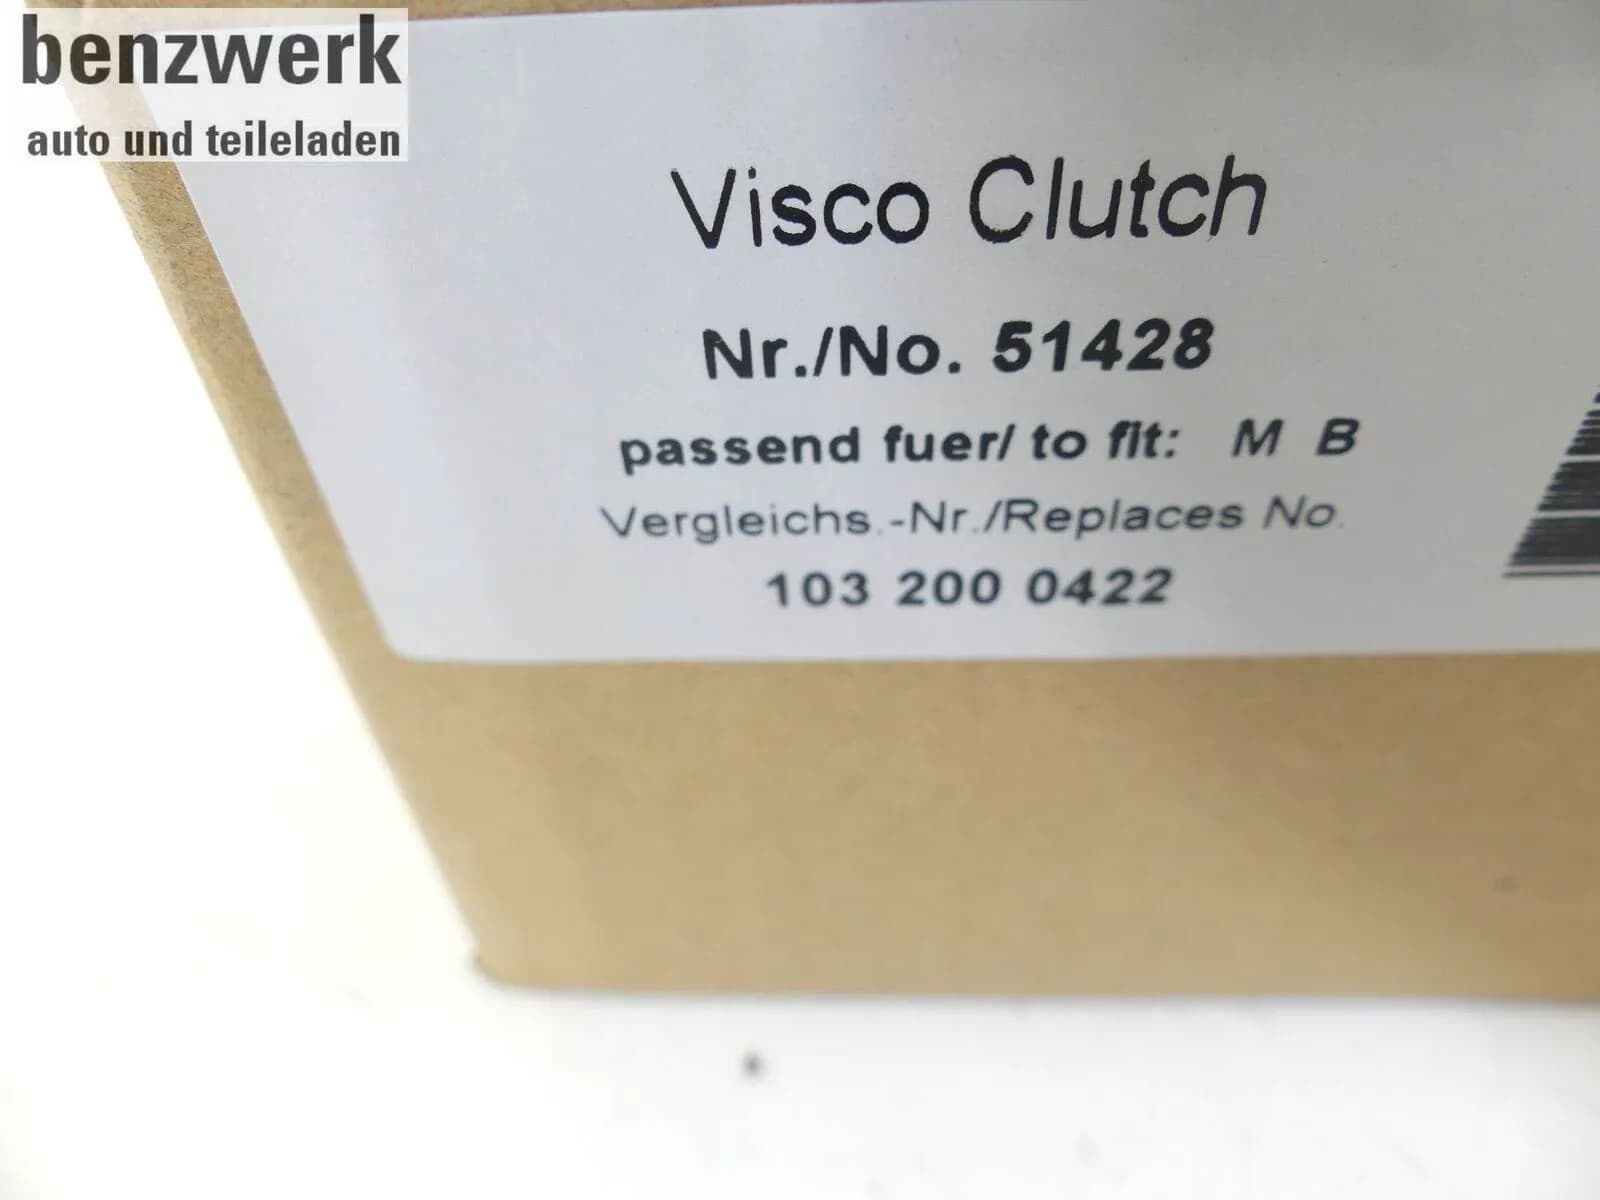 benzwerk
auto und teileladen
Visco Clutch
Nr./No. 51428
passend fuer/ to fit: M B
Vergleichs.-Nr./Replaces No.
103 200 0422